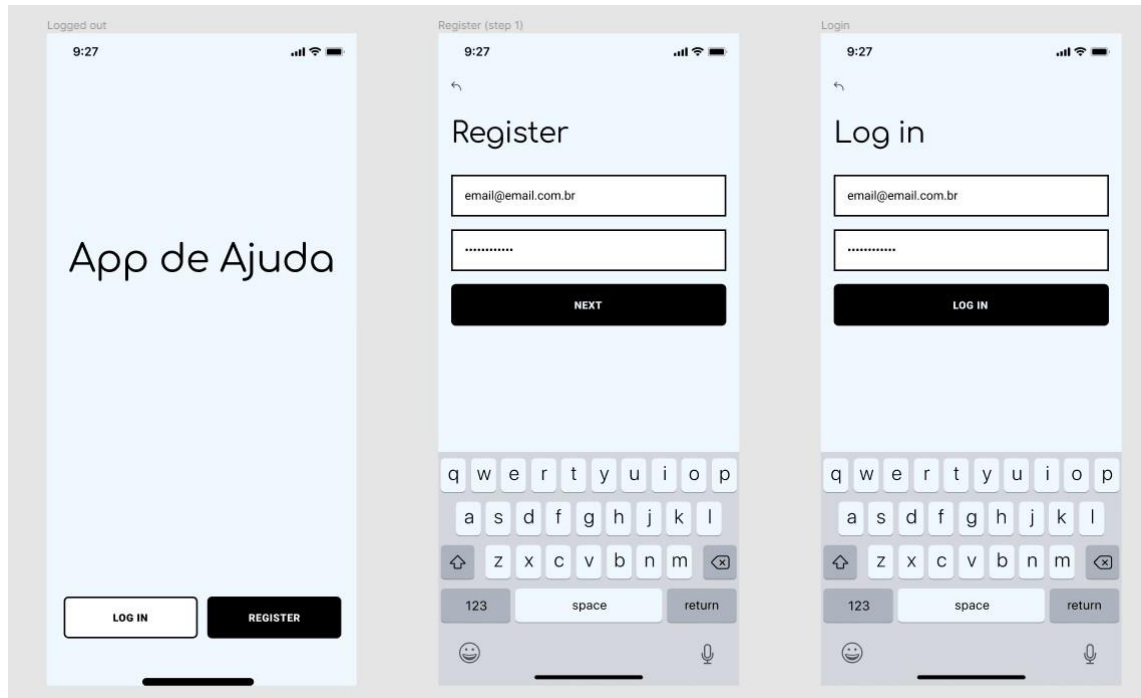 Logged out
9:27
App de Ajuda
LOG IN
REGISTER
Register (step 1)
9:27
Register
email@email.com.br
••••••••••••
NEXT
q w e r t y u i o p
a s d f g h j k l
z x c v b n m
123 space return
Login
9:27
Log in
email@email.com.br
••••••••••••
LOG IN
q w e r t y u i o p
a s d f g h j k l
z x c v b n m
123 space return